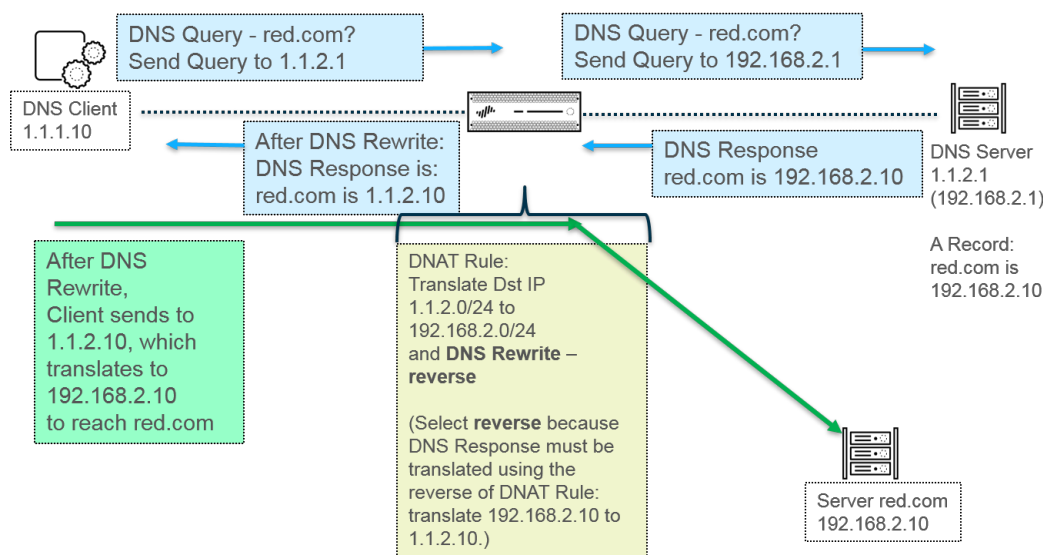 DNS Query - red.com?
Send Query to 1.1.2.1
DNS Query - red.com?
Send Query to 192.168.2.1
DNS Client
1.1.1.10
After DNS Rewrite:
DNS Response is:
red.com is 1.1.2.10
DNS Response
red.com is 192.168.2.10
DNS Server
1.1.2.1
(192.168.2.1)
A Record:
red.com is
192.168.2.10
After DNS
Rewrite,
Client sends to
1.1.2.10, which
translates to
192.168.2.10
to reach red.com
DNAT Rule:
Translate Dst IP
1.1.2.0/24 to
192.168.2.0/24
and DNS Rewrite –
reverse
(Select reverse because
DNS Response must be
translated using the
reverse of DNAT Rule:
translate 192.168.2.10 to
1.1.2.10.)
Server red.com
192.168.2.10